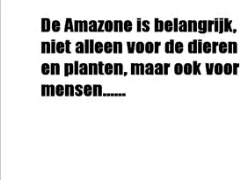 De Amazone is belangrijk,
niet alleen voor de dieren
en planten, maar ook voor
mensen......